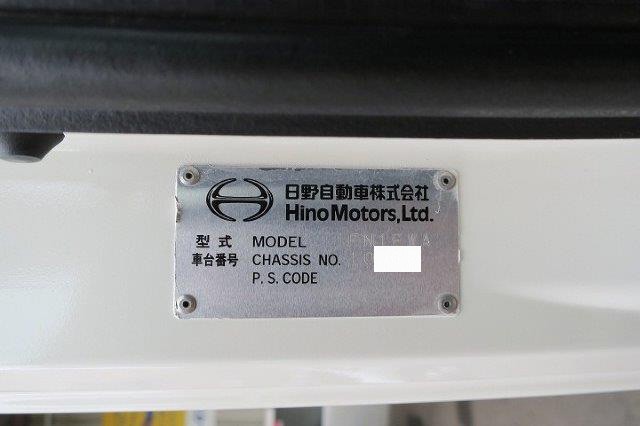 日野自動車株式会社
Hino Motors, Ltd.
型式 MODEL
車台番号 CHASSIS NO.
P. S. CODE